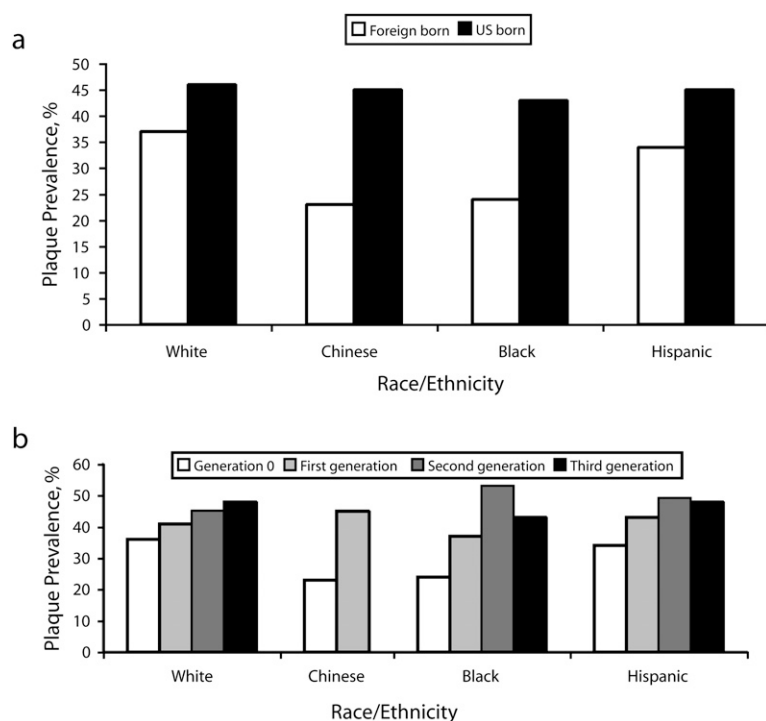 a
Foreign born US born
Plaque Prevalence, %
50
45
40
35
30
25
20
15
10
5
0
White Chinese Black Hispanic
Race/Ethnicity
b
Generation 0 First generation Second generation Third generation
Plaque Prevalence, %
60
50
40
30
20
10
0
White Chinese Black Hispanic
Race/Ethnicity